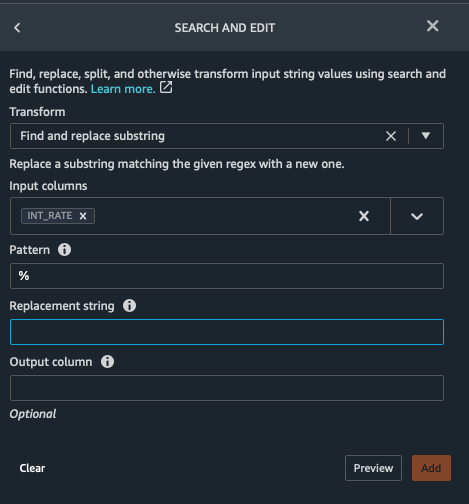 SEARCH AND EDIT
Find, replace, split, and otherwise transform input string values using search and
edit functions. Learn more.
Transform
Find and replace substring
Replace a substring matching the given regex with a new one.
Input columns
INT_RATE
Pattern
%
Replacement string
Output column
Optional
Clear
Preview
Add